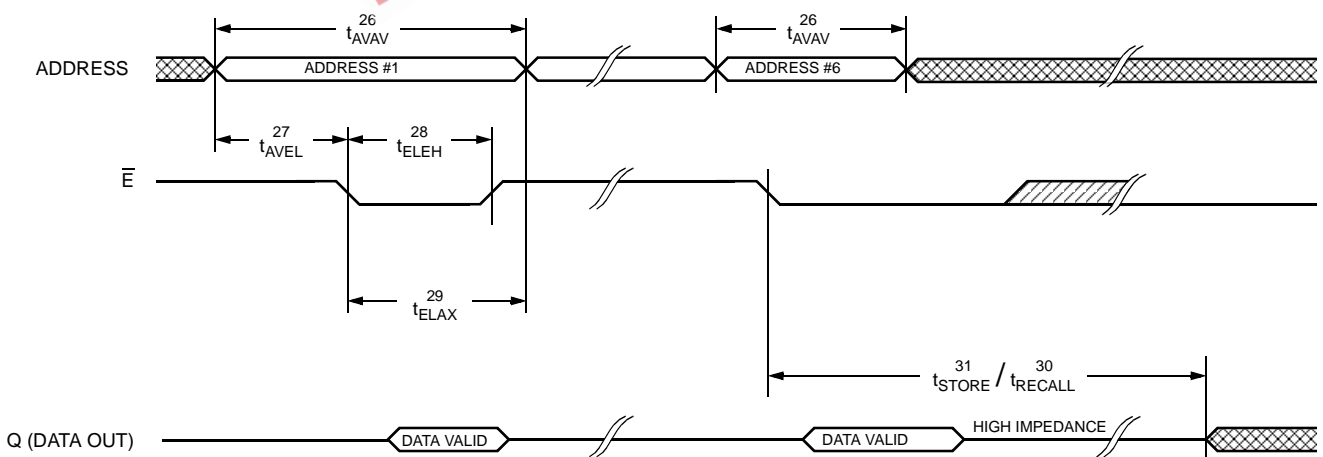 26
tAVAV
26
tAVAV
ADDRESS
ADDRESS #1
ADDRESS #6
27
tAVEL
28
tELEH
E̅
29
tELAX
31
tSTORE / 30
tRECALL
Q (DATA OUT)
DATA VALID
DATA VALID
HIGH IMPEDANCE